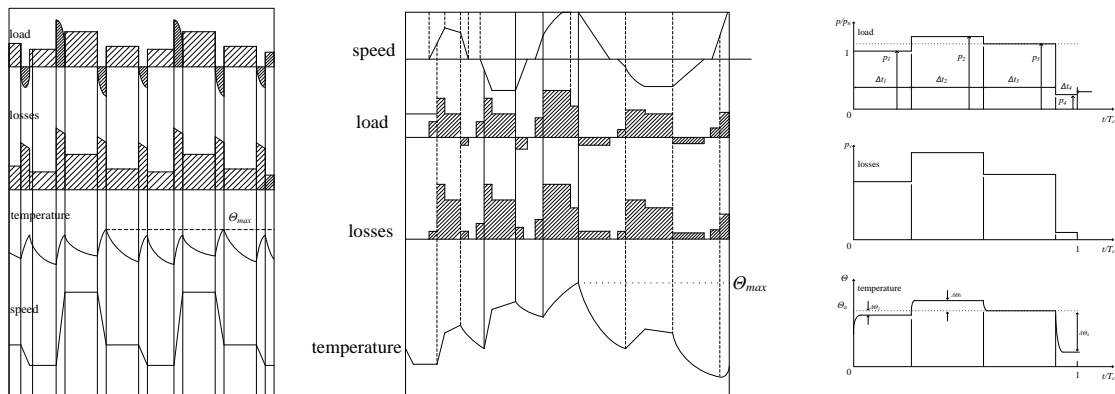 load
losses
temperature
Θmax
speed
speed
load
losses
Θmax
temperature
p/pn
load
1
p1
p2
p3
Δt1
Δt2
Δt3
Δt4
p4
0
t/Tc
pv
losses
0
1
t/Tc
Θ
temperature
Θn
ΔΘ1
ΔΘ2
ΔΘ4
0
1
t/Tc